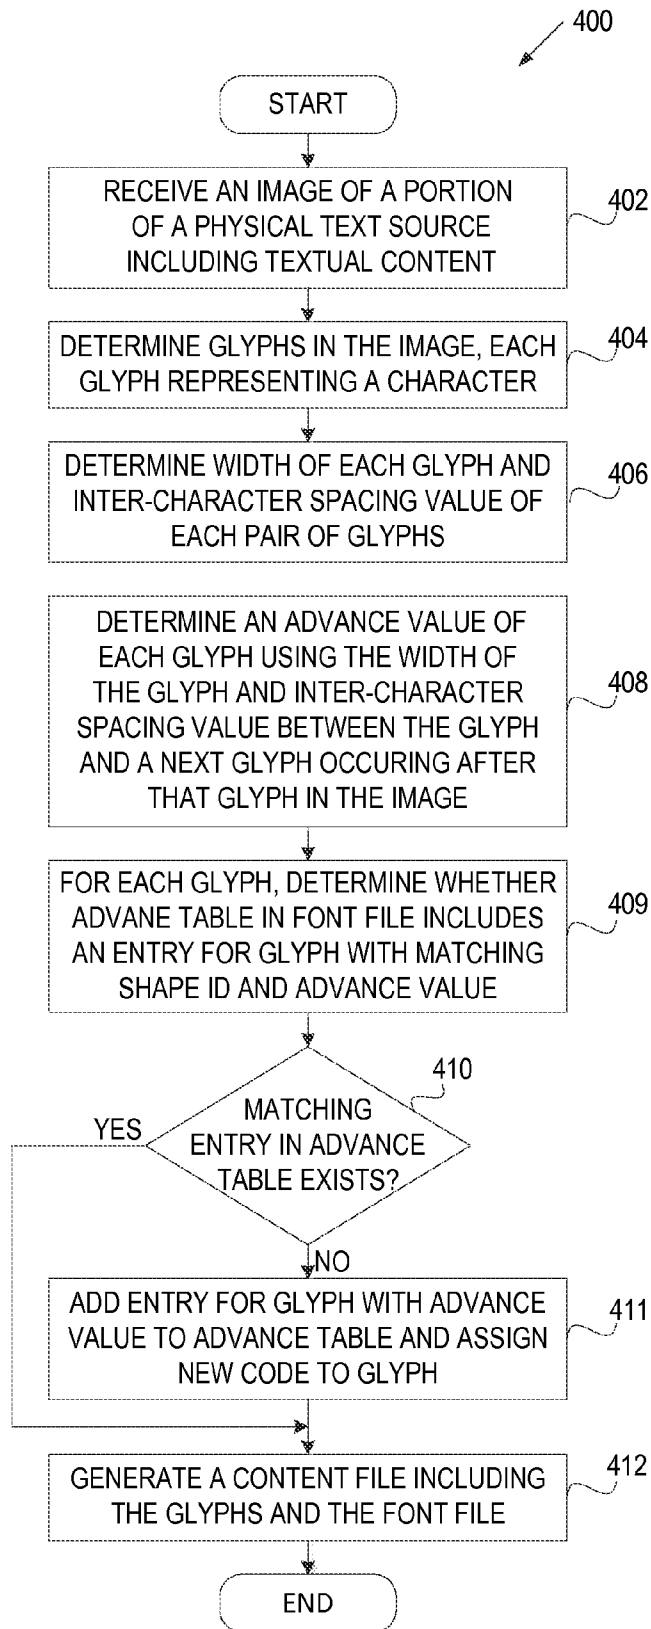 400
START
RECEIVE AN IMAGE OF A PORTION
OF A PHYSICAL TEXT SOURCE
INCLUDING TEXTUAL CONTENT
402
DETERMINE GLYPHS IN THE IMAGE, EACH
GLYPH REPRESENTING A CHARACTER
404
DETERMINE WIDTH OF EACH GLYPH AND
INTER-CHARACTER SPACING VALUE OF
EACH PAIR OF GLYPHS
406
DETERMINE AN ADVANCE VALUE OF
EACH GLYPH USING THE WIDTH OF
THE GLYPH AND INTER-CHARACTER
SPACING VALUE BETWEEN THE GLYPH
AND A NEXT GLYPH OCCURING AFTER
THAT GLYPH IN THE IMAGE
408
FOR EACH GLYPH, DETERMINE WHETHER
ADVANE TABLE IN FONT FILE INCLUDES
AN ENTRY FOR GLYPH WITH MATCHING
SHAPE ID AND ADVANCE VALUE
409
410
MATCHING
ENTRY IN ADVANCE
TABLE EXISTS?
YES
NO
ADD ENTRY FOR GLYPH WITH ADVANCE
VALUE TO ADVANCE TABLE AND ASSIGN
NEW CODE TO GLYPH
411
GENERATE A CONTENT FILE INCLUDING
THE GLYPHS AND THE FONT FILE
412
END